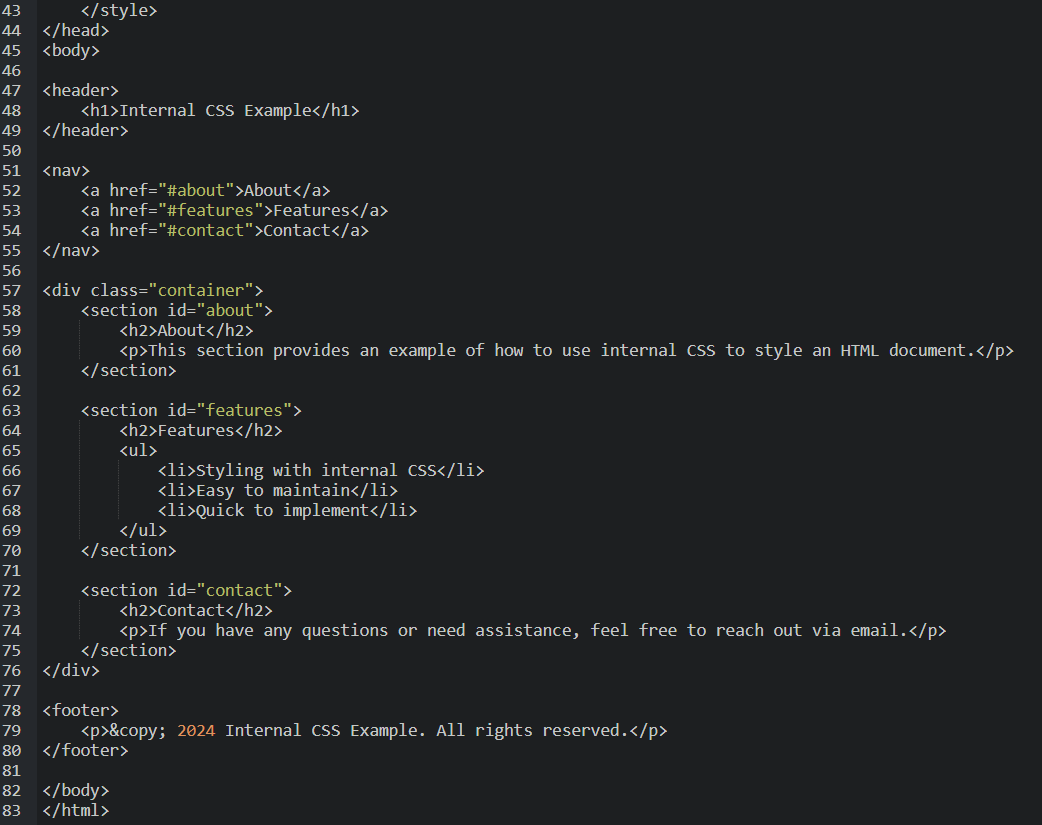 43      </style>
44  </head>
45  <body>
46
47  <header>
48      <h1>Internal CSS Example</h1>
49  </header>
50
51  <nav>
52      <a href="#about">About</a>
53      <a href="#features">Features</a>
54      <a href="#contact">Contact</a>
55  </nav>
56
57  <div class="container">
58      <section id="about">
59          <h2>About</h2>
60          <p>This section provides an example of how to use internal CSS to style an HTML document.</p>
61      </section>
62
63      <section id="features">
64          <h2>Features</h2>
65          <ul>
66              <li>Styling with internal CSS</li>
67              <li>Easy to maintain</li>
68              <li>Quick to implement</li>
69          </ul>
70      </section>
71
72      <section id="contact">
73          <h2>Contact</h2>
74          <p>If you have any questions or need assistance, feel free to reach out via email.</p>
75      </section>
76  </div>
77
78  <footer>
79      <p>&copy; 2024 Internal CSS Example. All rights reserved.</p>
80  </footer>
81
82  </body>
83  </html>